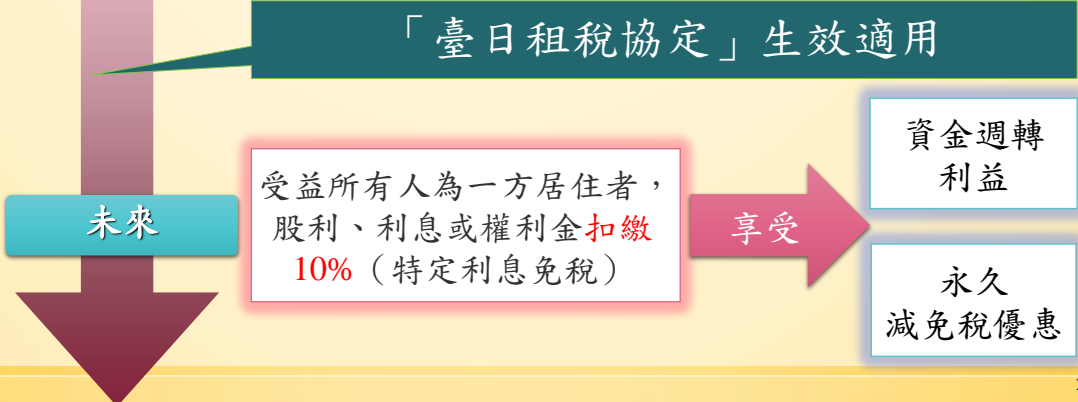 「臺日租稅協定」生效適用
未來
受益所有人為一方居住者，
股利、利息或權利金扣繳
10%（特定利息免稅）
享受
資金週轉
利益
永久
減免稅優惠